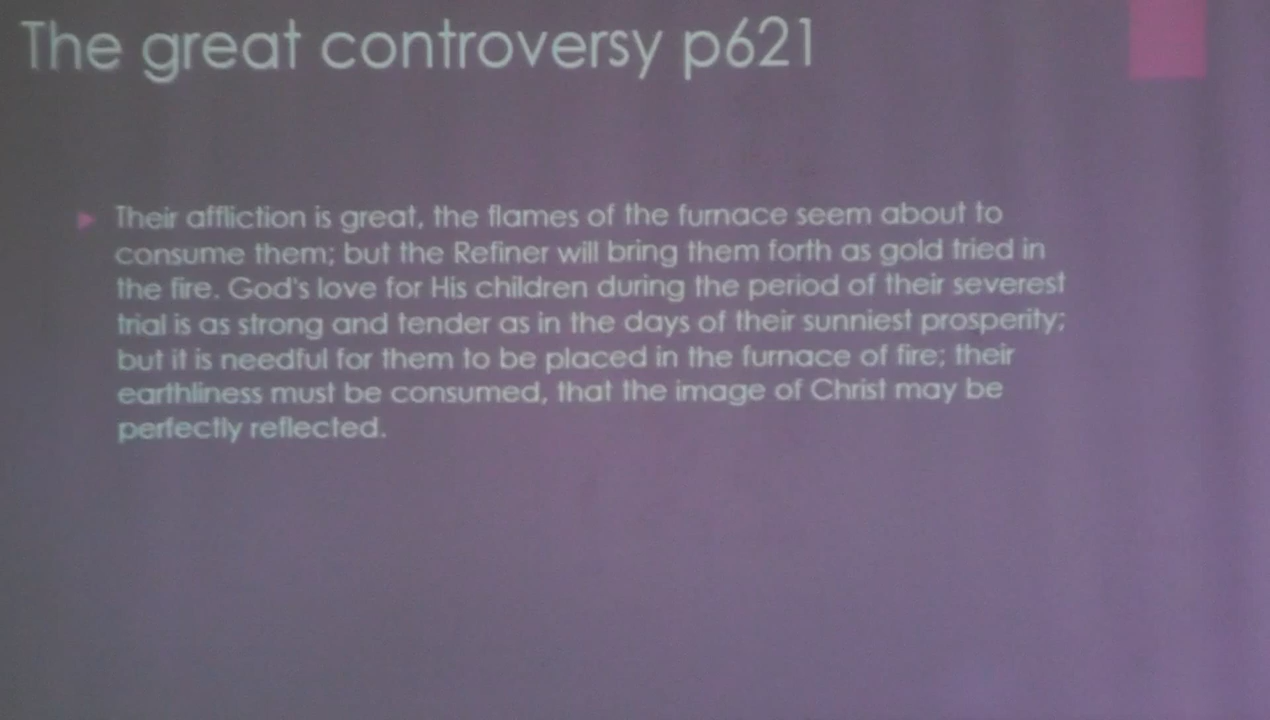 The great controversy p621
Their affliction is great, the flames of the furnace seem about to
consume them; but the Refiner will bring them forth as gold tried in
the fire. God's love for His children during the period of their severest
trial is as strong and tender as in the days of their sunniest prosperity;
but it is needful for them to be placed in the furnace of fire; their
earthliness must be consumed, that the image of Christ may be
perfectly reflected.